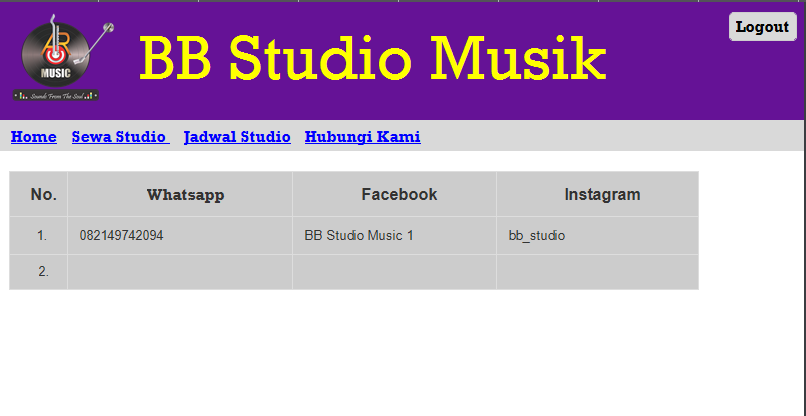 AR
MUSIC
Sounds From The Soul
BB Studio Musik
Logout
Home Sewa Studio Jadwal Studio Hubungi Kami
No. Whatsapp Facebook Instagram
1. 082149742094 BB Studio Music 1 bb_studio
2.